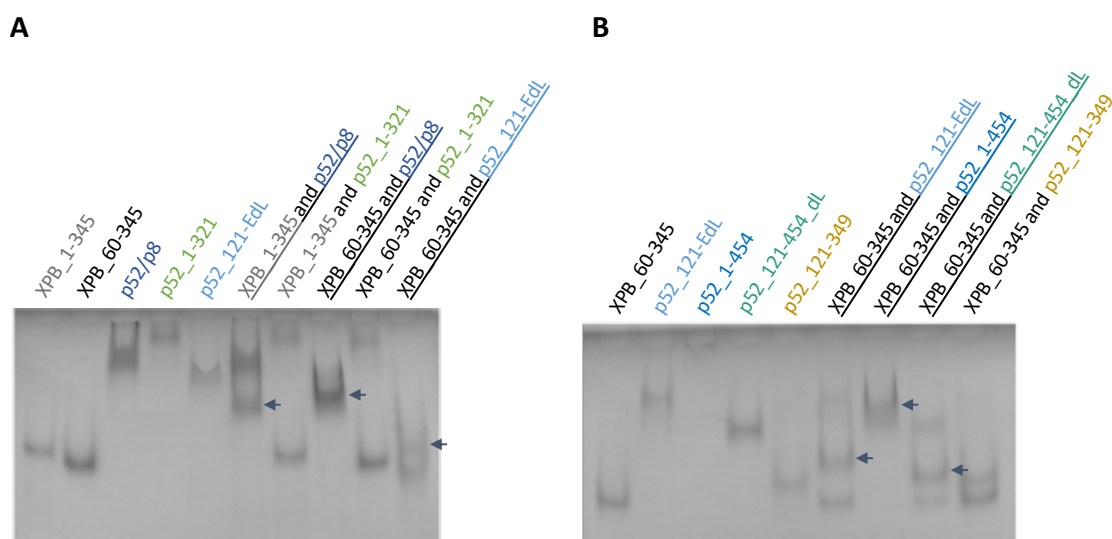 A
XPB_1-345
XPB_60-345
p52/p8
p52_1-321
p52_121-EdL
XPB_1-345 and p52/p8
XPB_1-345 and p52_1-321
XPB_60-345 and p52/p8
XPB_60-345 and p52_1-321
XPB_60-345 and p52_121-EdL
B
XPB_60-345
p52_121-EdL
p52_1-454
p52_121-454_dL
p52_121-349
XPB_60-345 and p52_121-EdL
XPB_60-345 and p52_1-454
XPB_60-345 and p52_121-454_dL
XPB_60-345 and p52_121-349